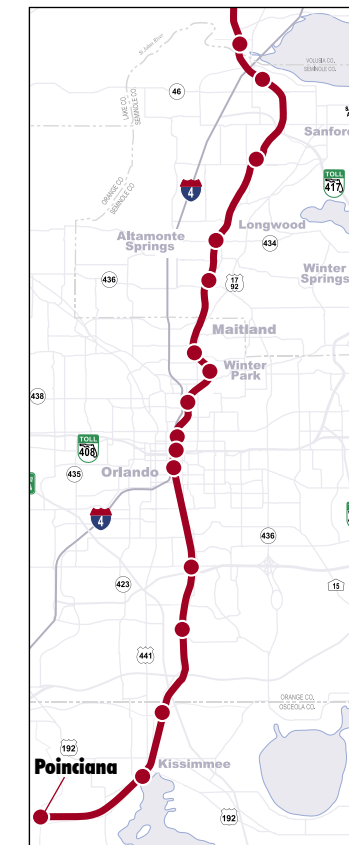 St Johns River
VOLUSIA CO.
SEMINOLE CO.
46
LAKE CO.
SEMINOLE CO.
Sanfor
TOLL
417
ORANGE CO.
SEMINOLE CO.
4
Longwood
Altamonte
Springs
434
436
17
92
Winter
Springs
Maitland
Winter
Park
438
TOLL
408
435
Orlando
4
436
423
15
441
ORANGE CO.
OSCEOLA CO.
192
Poinciana
Kissimmee
192